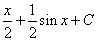 x/2 + 1/2 sin x + C